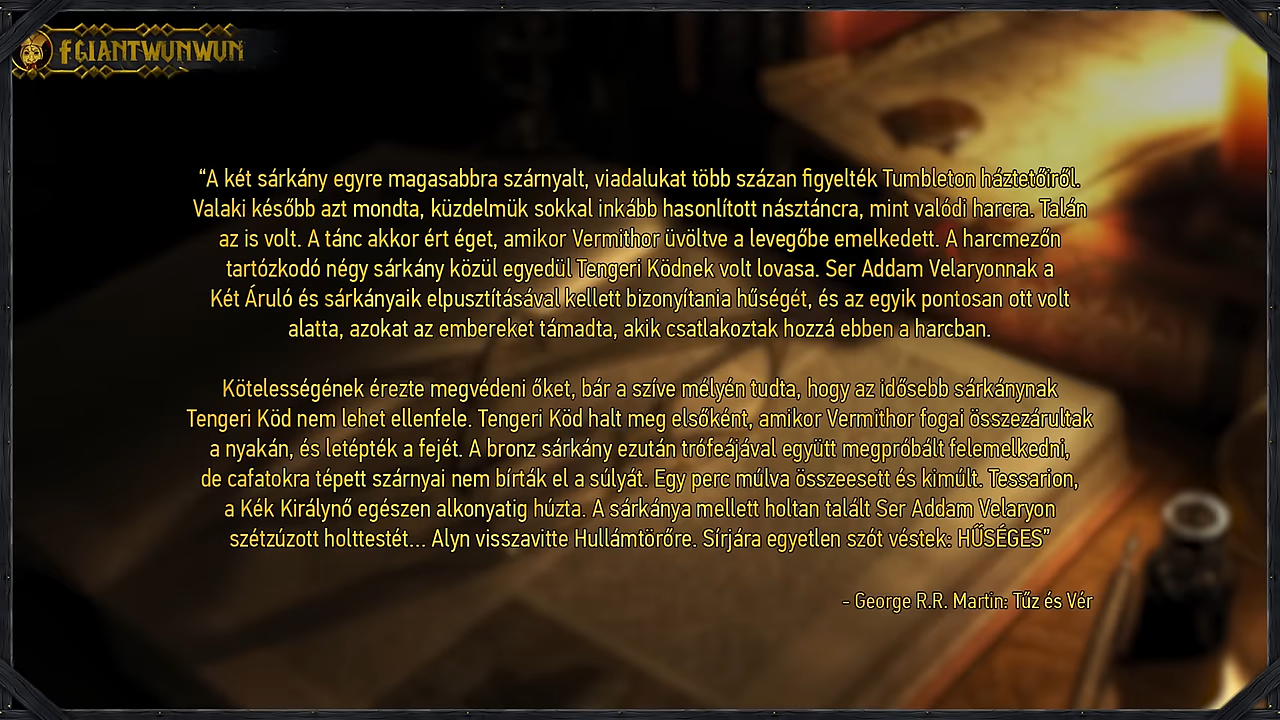 fGIANTWUNWUN
“A két sárkány egyre magasabbra szárnyalt, viadalukat több százan figyelték Tumbleton háztetőiről.
Valaki később azt mondta, küzdelmük sokkal inkább hasonlított násztáncra, mint valódi harcra. Talán
az is volt. A tánc akkor ért éget, amikor Vermithor üvöltve a levegőbe emelkedett. A harcmezőn
tartózkodó négy sárkány közül egyedül Tengeri Ködnek volt lovasa. Ser Addam Velaryonnak a
Két Áruló és sárkányaik elpusztításával kellett bizonyítania hűségét, és az egyik pontosan ott volt
alatta, azokat az embereket támadta, akik csatlakoztak hozzá ebben a harcban.
Kötelességének érezte megvédeni őket, bár a szíve mélyén tudta, hogy az idősebb sárkánynak
Tengeri Köd nem lehet ellenfele. Tengeri Köd halt meg elsőként, amikor Vermithor fogai összezárultak
a nyakán, és letépték a fejét. A bronz sárkány ezután trófeájával együtt megpróbált felemelkedni,
de cafatokra tépett szárnyai nem bírták el a súlyát. Egy perc múlva összeesett és kimúlt. Tessarion,
a Kék Királynő egészen alkonyatig húzta. A sárkánya mellett holtan talált Ser Addam Velaryon
szétzúzott holttestét... Alyn visszavitte Hullámtörőre. Sírjára egyetlen szót véstek: HŰSÉGES”
- George R.R. Martin: Tűz és Vér